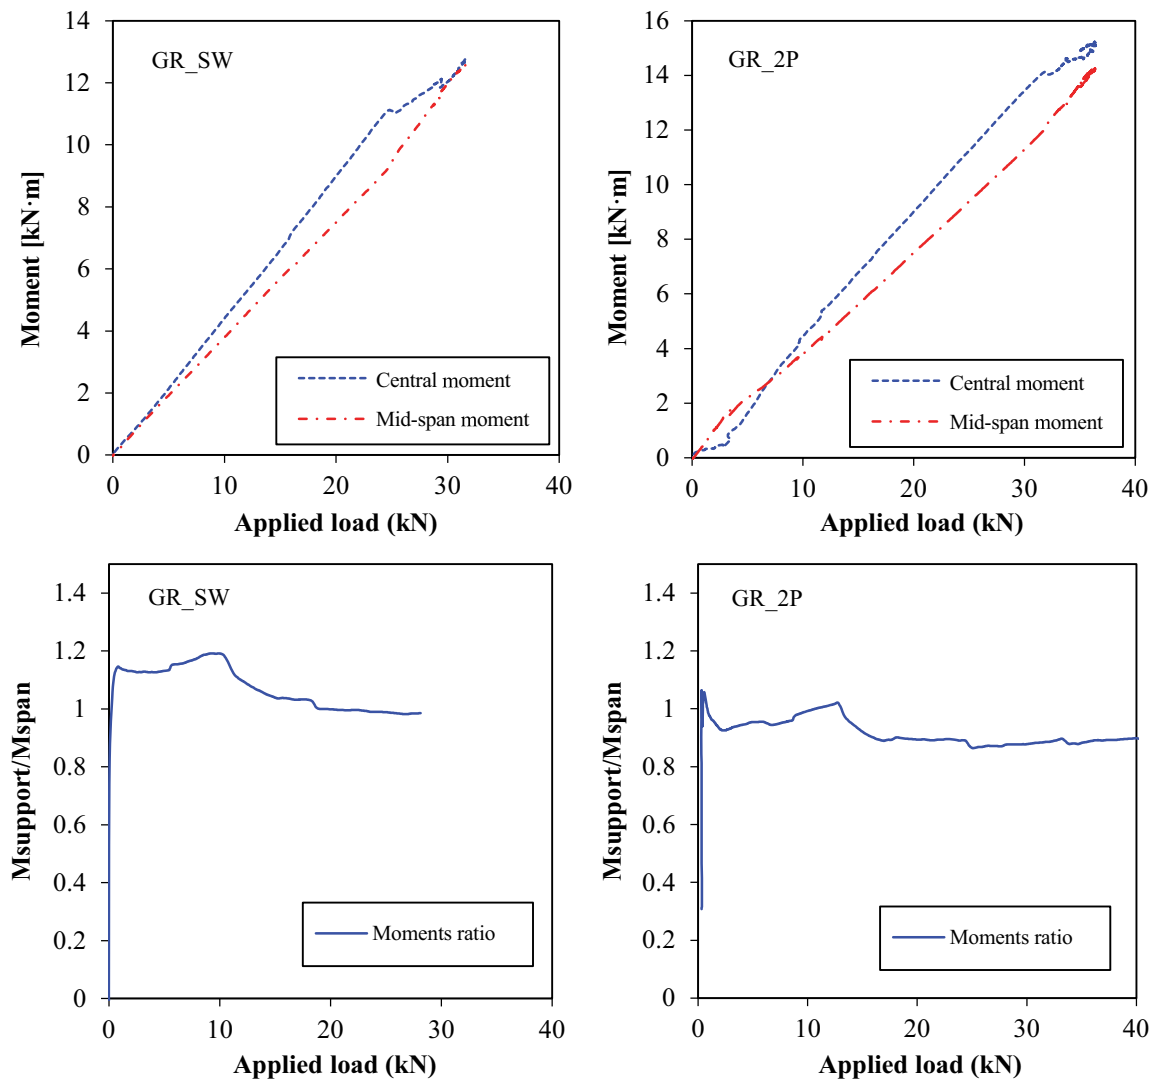 GR_SW
Moment [kN·m]
14
12
10
8
6
4
2
0
Central moment
Mid-span moment
0 10 20 30 40
Applied load (kN)
GR_2P
Moment [kN·m]
16
14
12
10
8
6
4
2
0
Central moment
Mid-span moment
0 10 20 30 40
Applied load (kN)
GR_SW
Msupport/Mspan
1.4
1.2
1
0.8
0.6
0.4
0.2
0
Moments ratio
0 10 20 30 40
Applied load (kN)
GR_2P
Msupport/Mspan
1.4
1.2
1
0.8
0.6
0.4
0.2
0
Moments ratio
0 10 20 30 40
Applied load (kN)